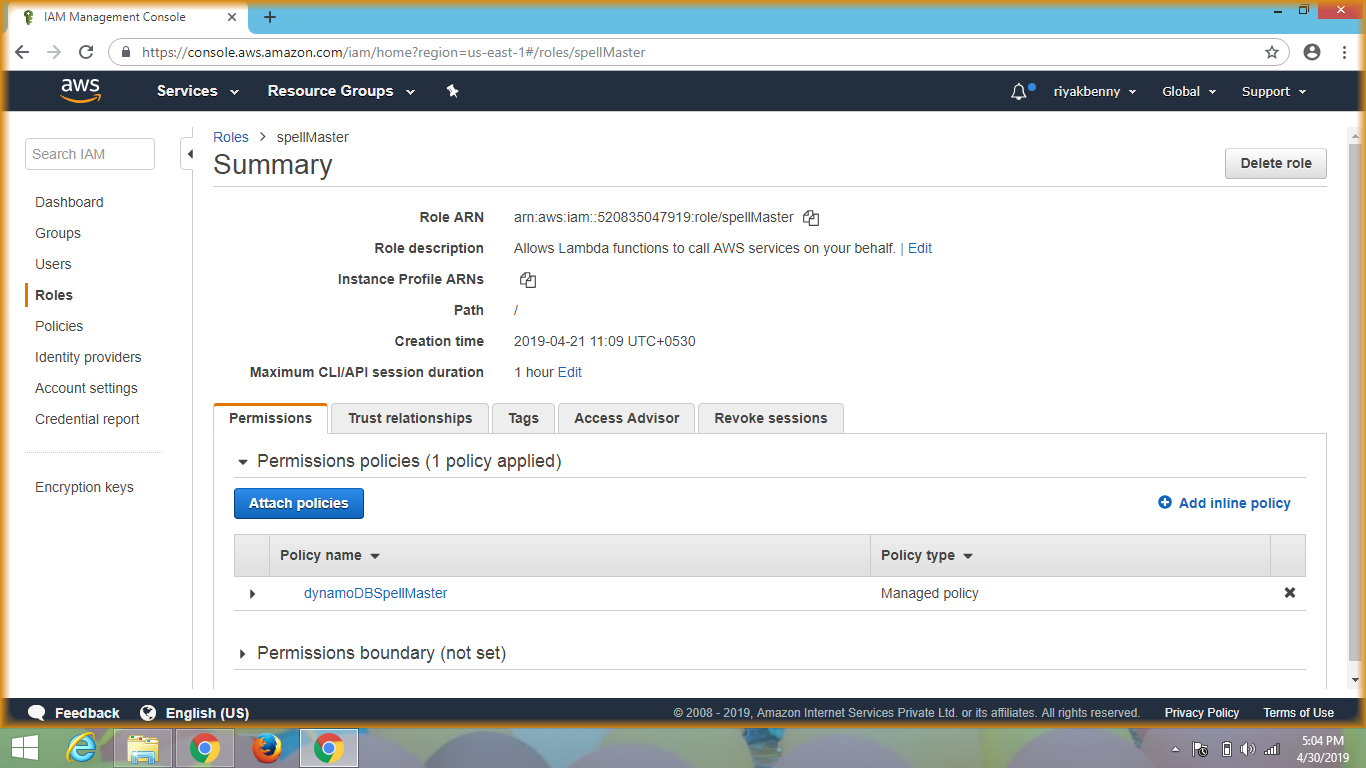 IAM Management Console
https://console.aws.amazon.com/iam/home?region=us-east-1#/roles/spellMaster
aws Services Resource Groups riyakbenny Global Support
Search IAM
Dashboard
Groups
Users
Roles
Policies
Identity providers
Account settings
Credential report
Encryption keys
Roles > spellMaster
Summary
Delete role
Role ARN arn:aws:iam::520835047919:role/spellMaster
Role description Allows Lambda functions to call AWS services on your behalf. | Edit
Instance Profile ARNs
Path /
Creation time 2019-04-21 11:09 UTC+0530
Maximum CLI/API session duration 1 hour Edit
Permissions Trust relationships Tags Access Advisor Revoke sessions
Permissions policies (1 policy applied)
Attach policies Add inline policy
Policy name Policy type
dynamoDBSpellMaster Managed policy
Permissions boundary (not set)
Feedback English (US) © 2008 - 2019, Amazon Internet Services Private Ltd. or its affiliates. All rights reserved. Privacy Policy Terms of Use
5:04 PM
4/30/2019